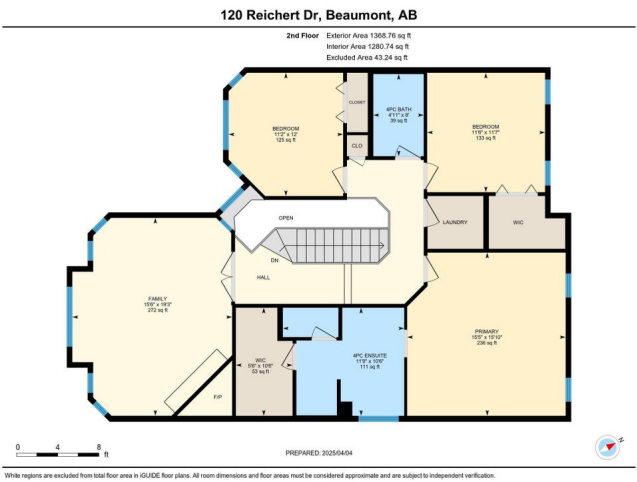 120 Reichert Dr, Beaumont, AB
2nd Floor Exterior Area 1368.76 sq ft
Interior Area 1280.74 sq ft
Excluded Area 43.24 sq ft
BEDROOM
11'2" x 12'
125 sq ft
CLOSET
4PC BATH
4'11" x 8'
39 sq ft
BEDROOM
11'6" x 11'7"
133 sq ft
CLO
OPEN
LAUNDRY
WIC
DN
HALL
FAMILY
15'6" x 19'3"
272 sq ft
PRIMARY
15'5" x 15'10"
236 sq ft
WIC
5'6" x 10'6"
53 sq ft
4PC ENSUITE
11'3" x 10'6"
111 sq ft
F/P
0 4 8
ft
PREPARED: 2025/04/04
N
White regions are excluded from total floor area in iGUIDE floor plans. All room dimensions and floor areas must be considered approximate and are subject to independent verification.